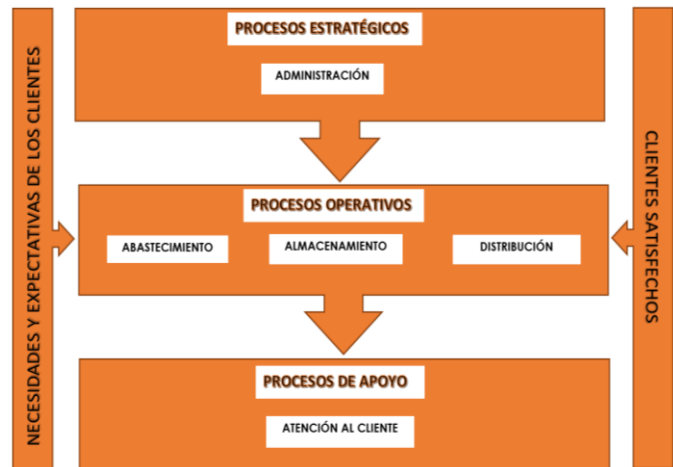 PROCESOS ESTRATÉGICOS
ADMINISTRACIÓN
NECESIDADES Y EXPECTATIVAS DE LOS CLIENTES
CLIENTES SATISFECHOS
PROCESOS OPERATIVOS
ABASTECIMIENTO
ALMACENAMIENTO
DISTRIBUCIÓN
PROCESOS DE APOYO
ATENCIÓN AL CLIENTE